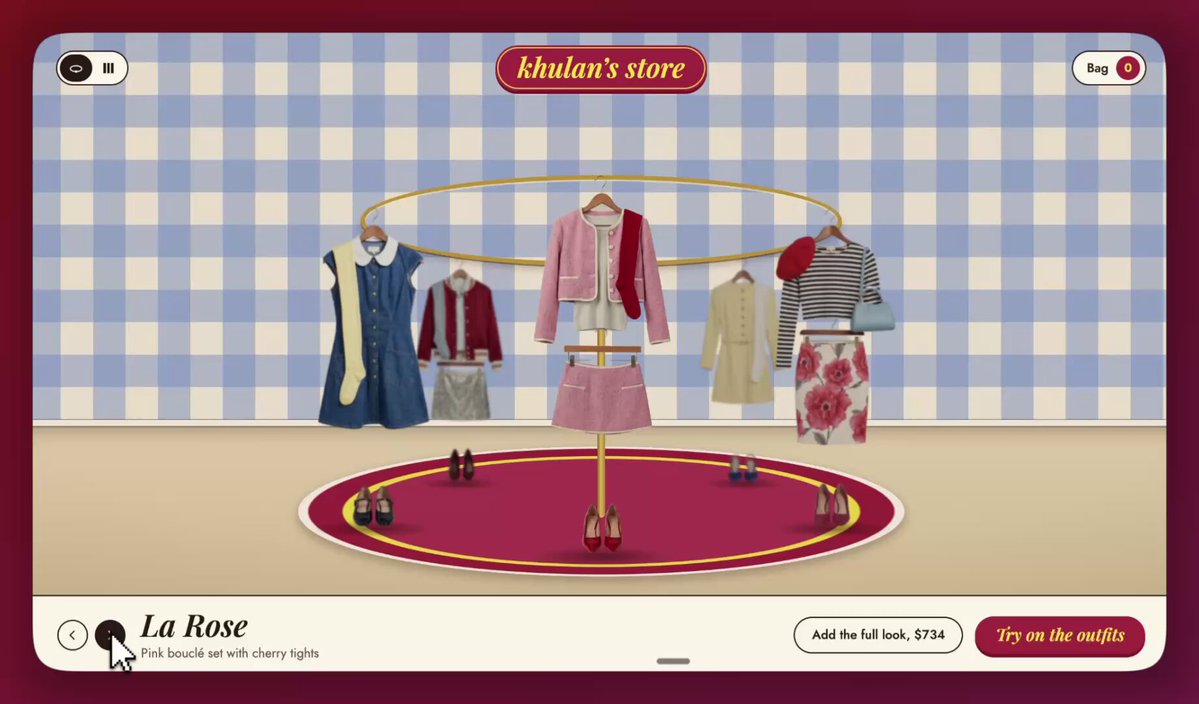 khulan's store
Bag 0
La Rose
Pink bouclé set with cherry tights
Add the full look, $734
Try on the outfits